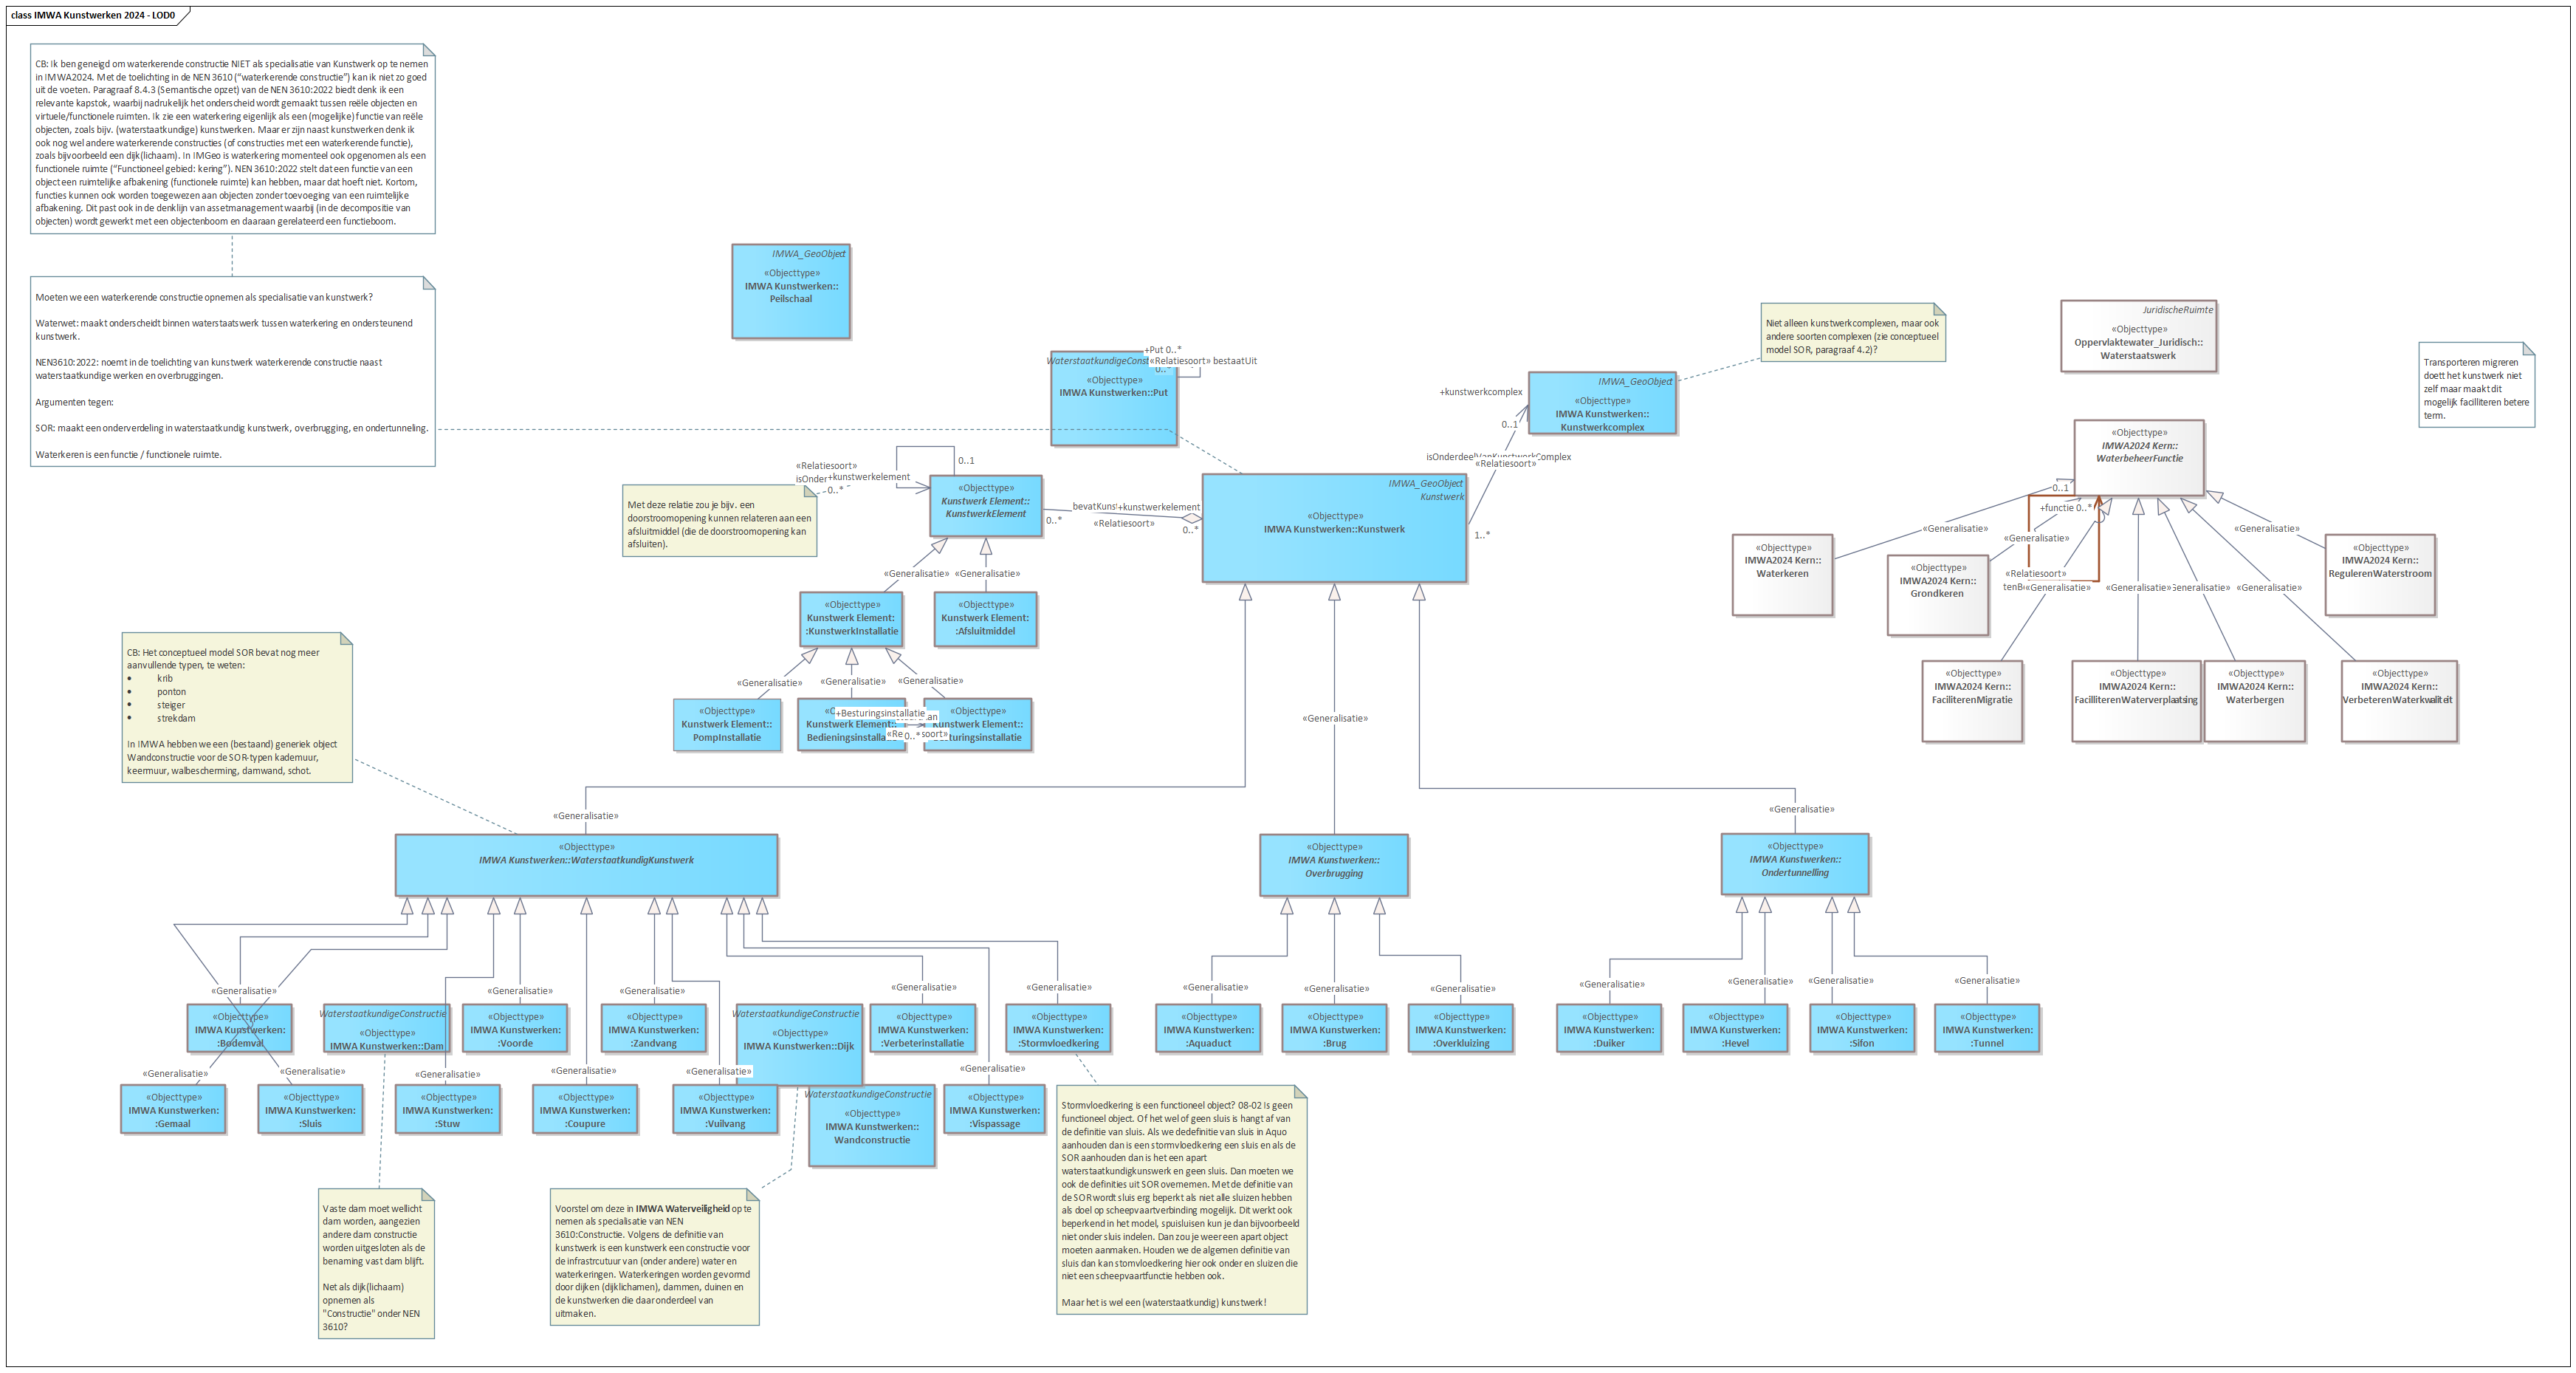 class IMWA Kunstwerken 2024 - LOD0
CB: Ik ben geneigd om waterkerende constructie NIET als specialisatie van Kunstwerk op te nemen
in IMWA2024. Met de toelichting in de NEN 3610 ("waterkerende constructie") kan ik niet zo goed
uit de voeten. Paragraaf 8.4.3 (Semantische opzet) van de NEN 3610:2022 biedt denk ik een
relevante kapstok, waarbij nadrukelijk het onderscheid wordt gemaakt tussen reële objecten en
virtuele/functionele ruimten. Ik zie een waterkering eigenlijk als een (mogelijke) functie van reële
objecten, zoals bijv. (waterstaatkundige) kunstwerken. Maar er zijn naast kunstwerken denk ik
ook nog wel andere waterkerende constructies (of constructies met een waterkerende functie),
zoals bijvoorbeeld een dijk(lichaam). In IMGeo is waterkering momenteel ook opgenomen als een
functionele ruimte ("Functioneel gebied: kering"). NEN 3610:2022 stelt dat een functie van een
object een ruimtelijke afbakening (functionele ruimte) kan hebben, maar dat hoeft niet. Kortom,
functies kunnen ook worden toegewezen aan objecten zonder toevoeging van een ruimtelijke
afbakening. Dit past ook in de denklijn van assetmanagement waarbij (in de decompositie van
objecten) wordt gewerkt met een objectenboom en daaraan gerelateerd een functieboom.
Moeten we een waterkerende constructie opnemen als specialisatie van kunstwerk?
Waterwet: maakt onderscheidt binnen waterstaatswerk tussen waterkering en ondersteunend
kunstwerk.
NEN3610:2022: noemt in de toelichting van kunstwerk waterkerende constructie naast
waterstaatkundige werken en overbruggingen.
Argumenten tegen:
SOR: maakt een onderverdeling in waterstaatkundig kunstwerk, overbrugging, en ondertunneling.
Waterkeren is een functie / functionele ruimte.
IMWA_GeoObject
«Objecttype»
IMWA Kunstwerken::
Peilschaal
WaterstaatkundigeConst
+Put 0..*
«Relatiesoort» bestaatUit
0..*
«Objecttype»
IMWA Kunstwerken::Put
+kunstwerkcomplex
0..1
IMWA_GeoObject
«Objecttype»
IMWA Kunstwerken::
Kunstwerkcomplex
Niet alleen kunstwerkcomplexen, maar ook
andere soorten complexen (zie conceptueel
model SOR, paragraaf 4.2)?
isOnderdeelVanKunstwerkComplex
«Relatiesoort»
1..*
JuridischeRuimte
«Objecttype»
Oppervlaktewater_Juridisch::
Waterstaatswerk
Transporteren migreren
doett het kunstwerk niet
zelf maar maakt dit
mogelijk facilliteren betere
term.
«Relatiesoort»
isOnder
+kunstwerkelement
0..*
0..1
Met deze relatie zou je bijv. een
doorstroomopening kunnen relateren aan een
afsluitmiddel (die de doorstroomopening kan
afsluiten).
«Objecttype»
Kunstwerk Element::
KunstwerkElement
0..*
bevatKuns
+kunstwerkelement
«Relatiesoort»
0..*
IMWA_GeoObject
Kunstwerk
«Objecttype»
IMWA Kunstwerken::Kunstwerk
«Objecttype»
IMWA2024 Kern::
WaterbeheerFunctie
0..1
+functie 0..*
«Generalisatie»
«Generalisatie»
«Generalisatie»
«Relatiesoort»
«Generalisatie»
«Generalisatie»
Generalisatie»
«Generalisatie»
«Objecttype»
IMWA2024 Kern::
Waterkeren
«Objecttype»
IMWA2024 Kern::
Grondkeren
«Objecttype»
IMWA2024 Kern::
RegulerenWaterstroom
«Objecttype»
IMWA2024 Kern::
FaciliterenMigratie
«Objecttype»
IMWA2024 Kern::
FacilliterenWaterverplaatsing
«Objecttype»
IMWA2024 Kern::
Waterbergen
«Objecttype»
IMWA2024 Kern::
VerbeterenWaterkwaliteit
«Generalisatie»
«Generalisatie»
«Objecttype»
Kunstwerk Element:
:KunstwerkInstallatie
«Objecttype»
Kunstwerk Element:
:Afsluitmiddel
«Generalisatie»
«Generalisatie»
«Generalisatie»
«Objecttype»
Kunstwerk Element::
PompInstallatie
Kunstwerk Element::
Bedieningsinstalla
+Besturingsinstallatie
0..*
«Objecttype»
Kunstwerk Element::
turingsinstallatie
CB: Het conceptueel model SOR bevat nog meer
aanvullende typen, te weten:
• krib
• ponton
• steiger
• strekdam
In IMWA hebben we een (bestaand) generiek object
Wandconstructie voor de SOR-typen kademuur,
keermuur, walbescherming, damwand, schot.
«Generalisatie»
«Generalisatie»
«Generalisatie»
«Objecttype»
IMWA Kunstwerken::WaterstaatkundigKunstwerk
«Objecttype»
IMWA Kunstwerken::
Overbrugging
«Objecttype»
IMWA Kunstwerken::
Ondertunnelling
«Generalisatie»
«Generalisatie»
«Generalisatie»
«Generalisatie»
«Generalisatie»
«Generalisatie»
«Generalisatie»
«Generalisatie»
«Generalisatie»
«Generalisatie»
«Generalisatie»
«Generalisatie»
«Objecttype»
IMWA Kunstwerken:
:Bodemval
WaterstaatkundigeConstructie
«Objecttype»
IMWA Kunstwerken::Dam
«Objecttype»
IMWA Kunstwerken:
:Voorde
«Objecttype»
IMWA Kunstwerken:
:Zandvang
WaterstaatkundigeConstructie
«Objecttype»
IMWA Kunstwerken::Dijk
«Objecttype»
IMWA Kunstwerken:
:Verbeterinstallatie
«Objecttype»
IMWA Kunstwerken:
:Stormvloedkering
«Objecttype»
IMWA Kunstwerken:
:Aquaduct
«Objecttype»
IMWA Kunstwerken:
:Brug
«Objecttype»
IMWA Kunstwerken:
:Overkluizing
«Objecttype»
IMWA Kunstwerken:
:Duiker
«Objecttype»
IMWA Kunstwerken:
:Hevel
«Objecttype»
IMWA Kunstwerken:
:Sifon
«Objecttype»
IMWA Kunstwerken:
:Tunnel
«Generalisatie»
«Generalisatie»
«Generalisatie»
«Generalisatie»
«Generalisatie»
«Generalisatie»
«Objecttype»
IMWA Kunstwerken:
:Gemaal
«Objecttype»
IMWA Kunstwerken:
:Sluis
«Objecttype»
IMWA Kunstwerken:
:Stuw
«Objecttype»
IMWA Kunstwerken:
:Coupure
«Objecttype»
IMWA Kunstwerken:
:Vuilvang
WaterstaatkundigeConstructie
«Objecttype»
IMWA Kunstwerken::
Wandconstructie
«Objecttype»
IMWA Kunstwerken:
:Vispassage
Vaste dam moet wellicht
dam worden, aangezien
andere dam constructie
worden uitgesloten als de
benaming vast dam blijft.
Net als dijk(lichaam)
opnemen als
"Constructie" onder NEN
3610?
Voorstel om deze in IMWA Waterveiligheid op te
nemen als specialisatie van NEN
3610:Constructie. Volgens de definitie van
kunstwerk is een kunstwerk een constructie voor
de infrastrcutuur van (onder andere) water en
waterkeringen. Waterkeringen worden gevormd
door dijken (dijklichamen), dammen, duinen en
de kunstwerken die daar onderdeel van
uitmaken.
Stormvloedkering is een functioneel object? 08-02 Is geen
functioneel object. Of het wel of geen sluis is hangt af van
de definitie van sluis. Als we dedefinitie van sluis in Aquo
aanhouden dan is een stormvloedkering een sluis en als de
SOR aanhouden dan is het een apart
waterstaatkundigkunswerk en geen sluis. Dan moeten we
ook de definities uit SOR overnemen. Met de definitie van
de SOR wordt sluis erg beperkt als niet alle sluizen hebben
als doel op scheepvaartverbinding mogelijk. Dit werkt ook
beperkend in het model, spuisluisen kun je dan bijvoorbeeld
niet onder sluis indelen. Dan zou je weer een apart object
moeten aanmaken. Houden we de algemen definitie van
sluis dan kan stomvloedkering hier ook onder en sluizen die
niet een scheepvaartfunctie hebben ook.
Maar het is wel een (waterstaatkundig) kunstwerk!